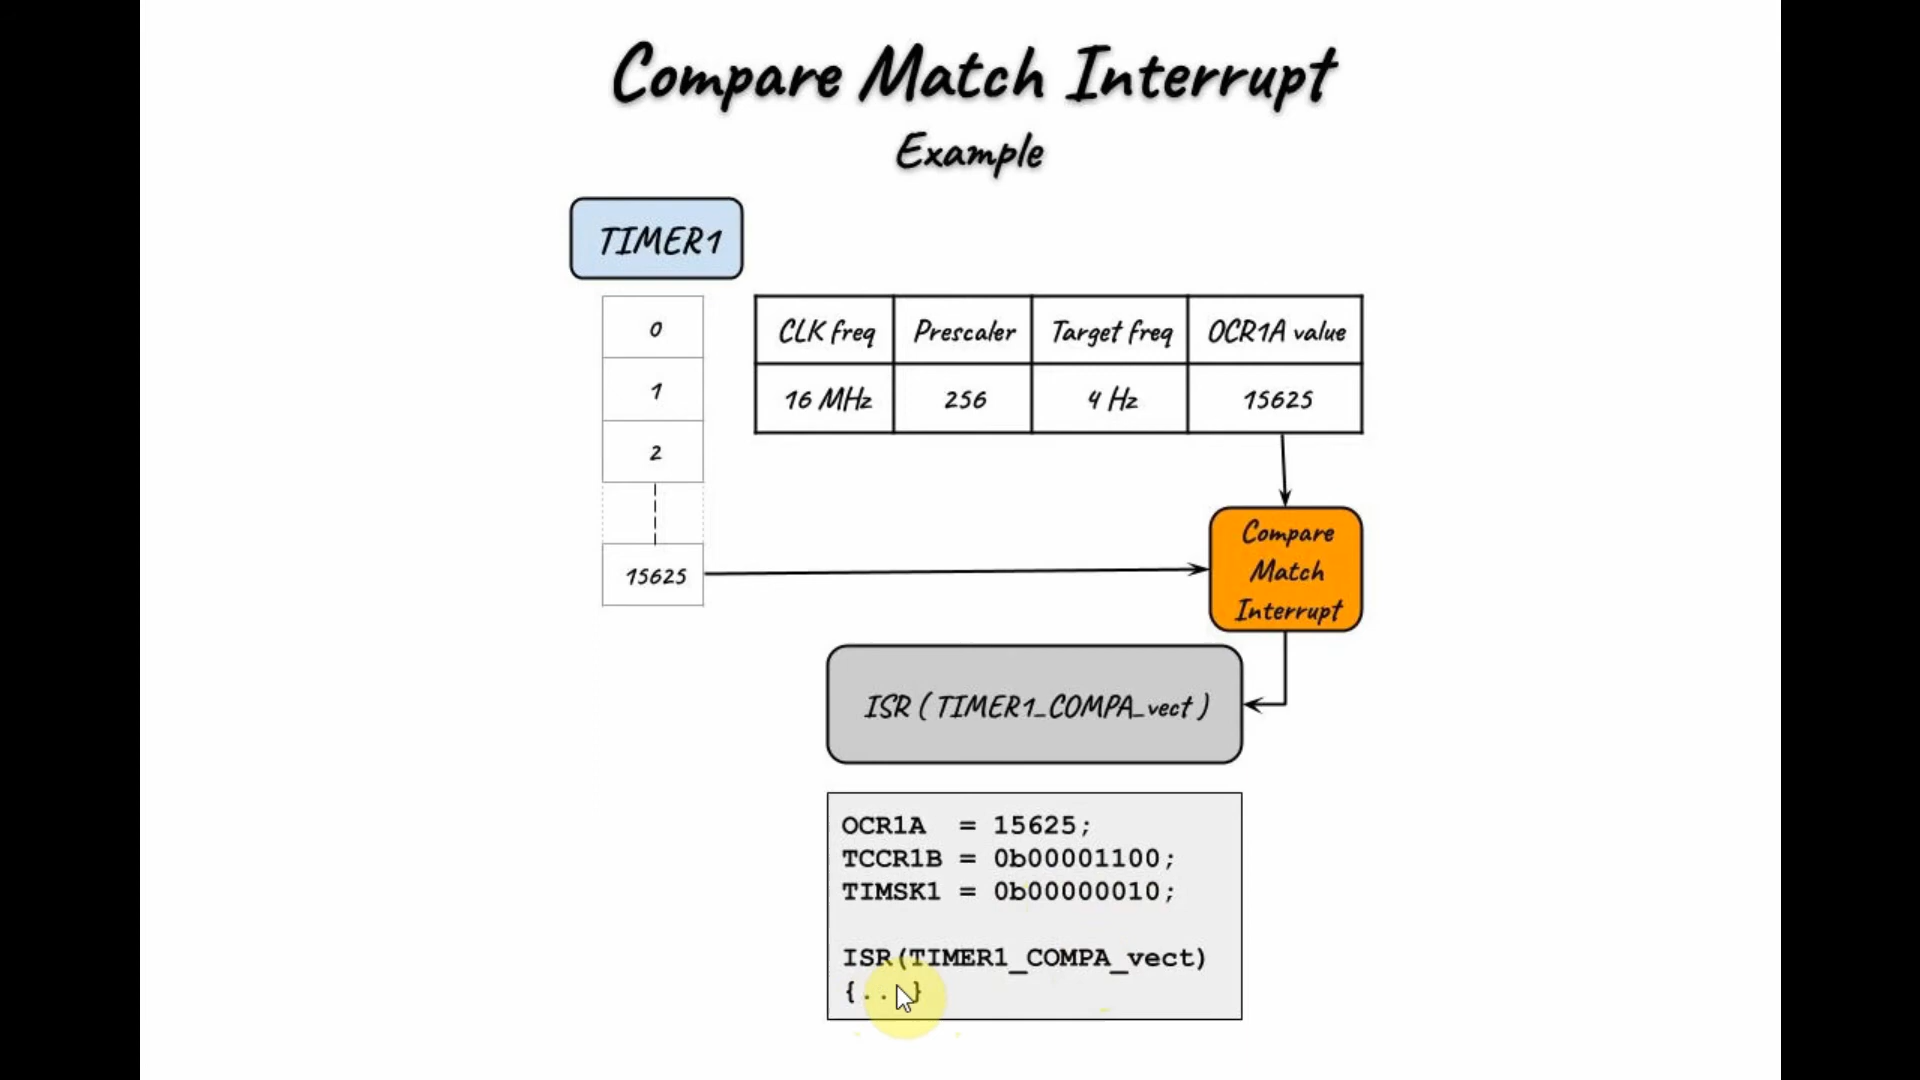 Compare Match Interrupt
Example
TIMER1
0
1
2
15625
CLK freq Prescaler Target freq OCR1A value
16 MHz 256 4 Hz 15625
Compare
Match
Interrupt
ISR ( TIMER1_COMPA_vect )
OCR1A = 15625;
TCCR1B = 0b00001100;
TIMSK1 = 0b00000010;
ISR(TIMER1_COMPA_vect)
{...}